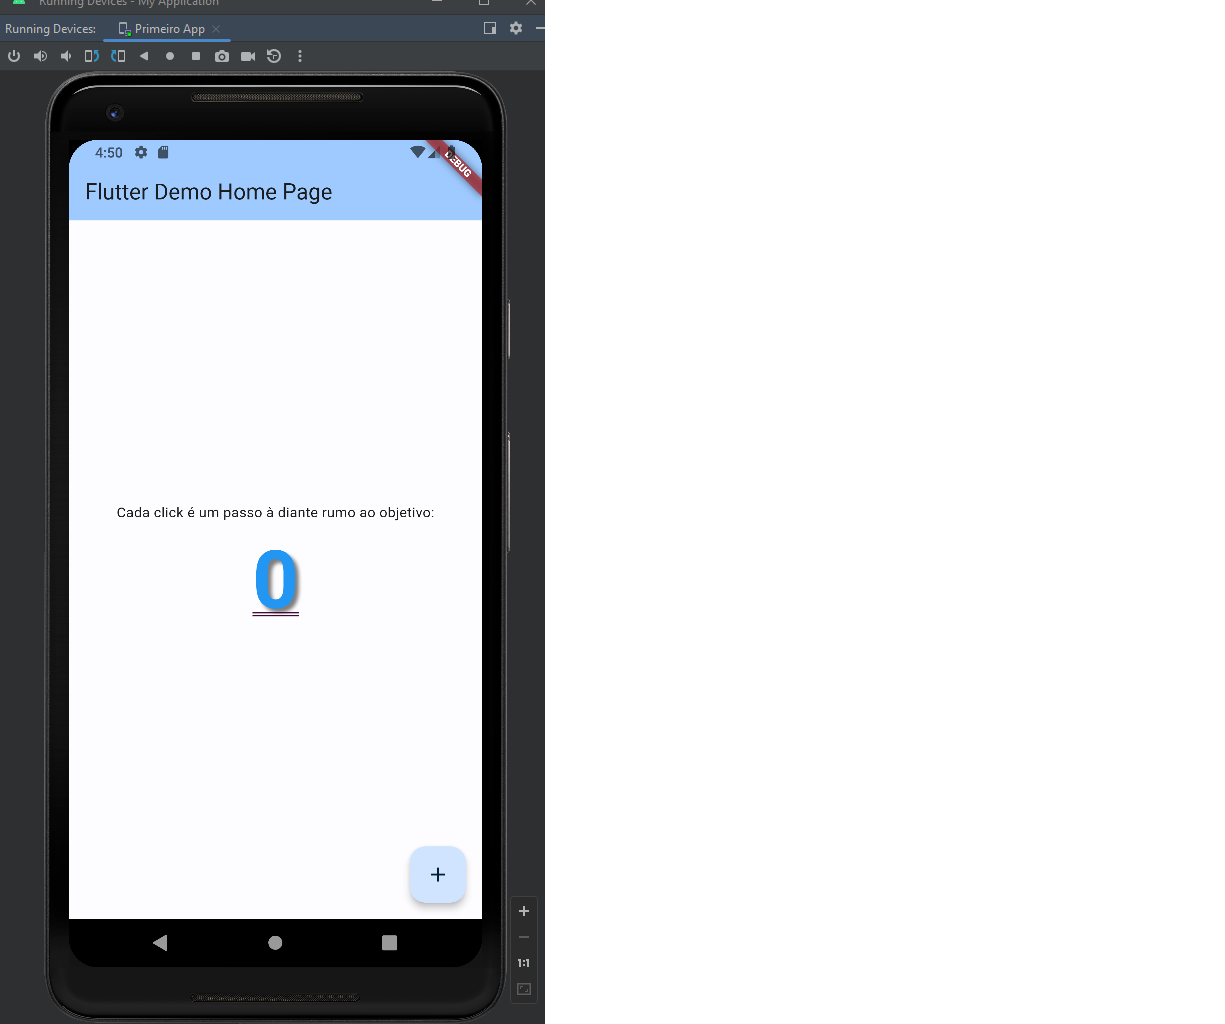 Running Devices - My Application
Running Devices: Primeiro App
4:50
DEBUG
Flutter Demo Home Page
Cada click é um passo à diante rumo ao objetivo:
0
+
1:1